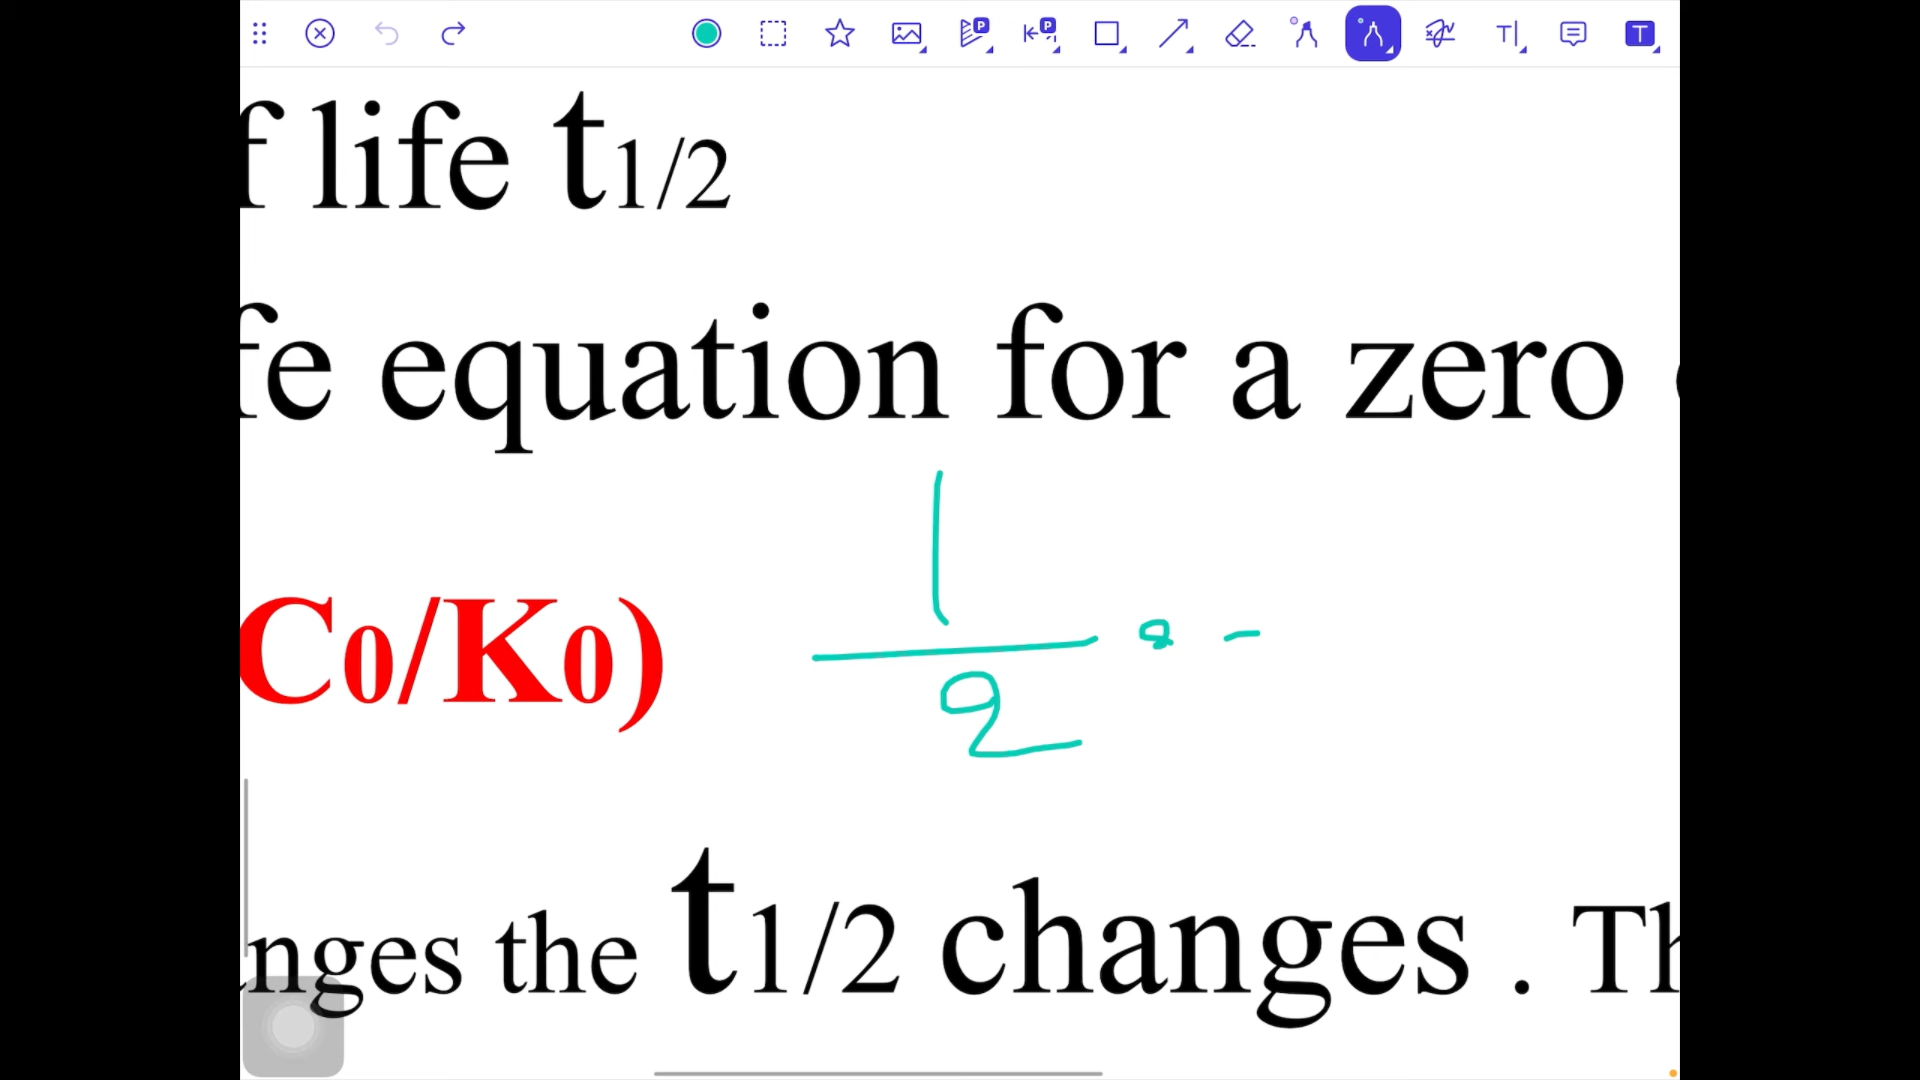 f life t1/2
fe equation for a zero
C0/K0)
1
2
nges the t1/2 changes . Th